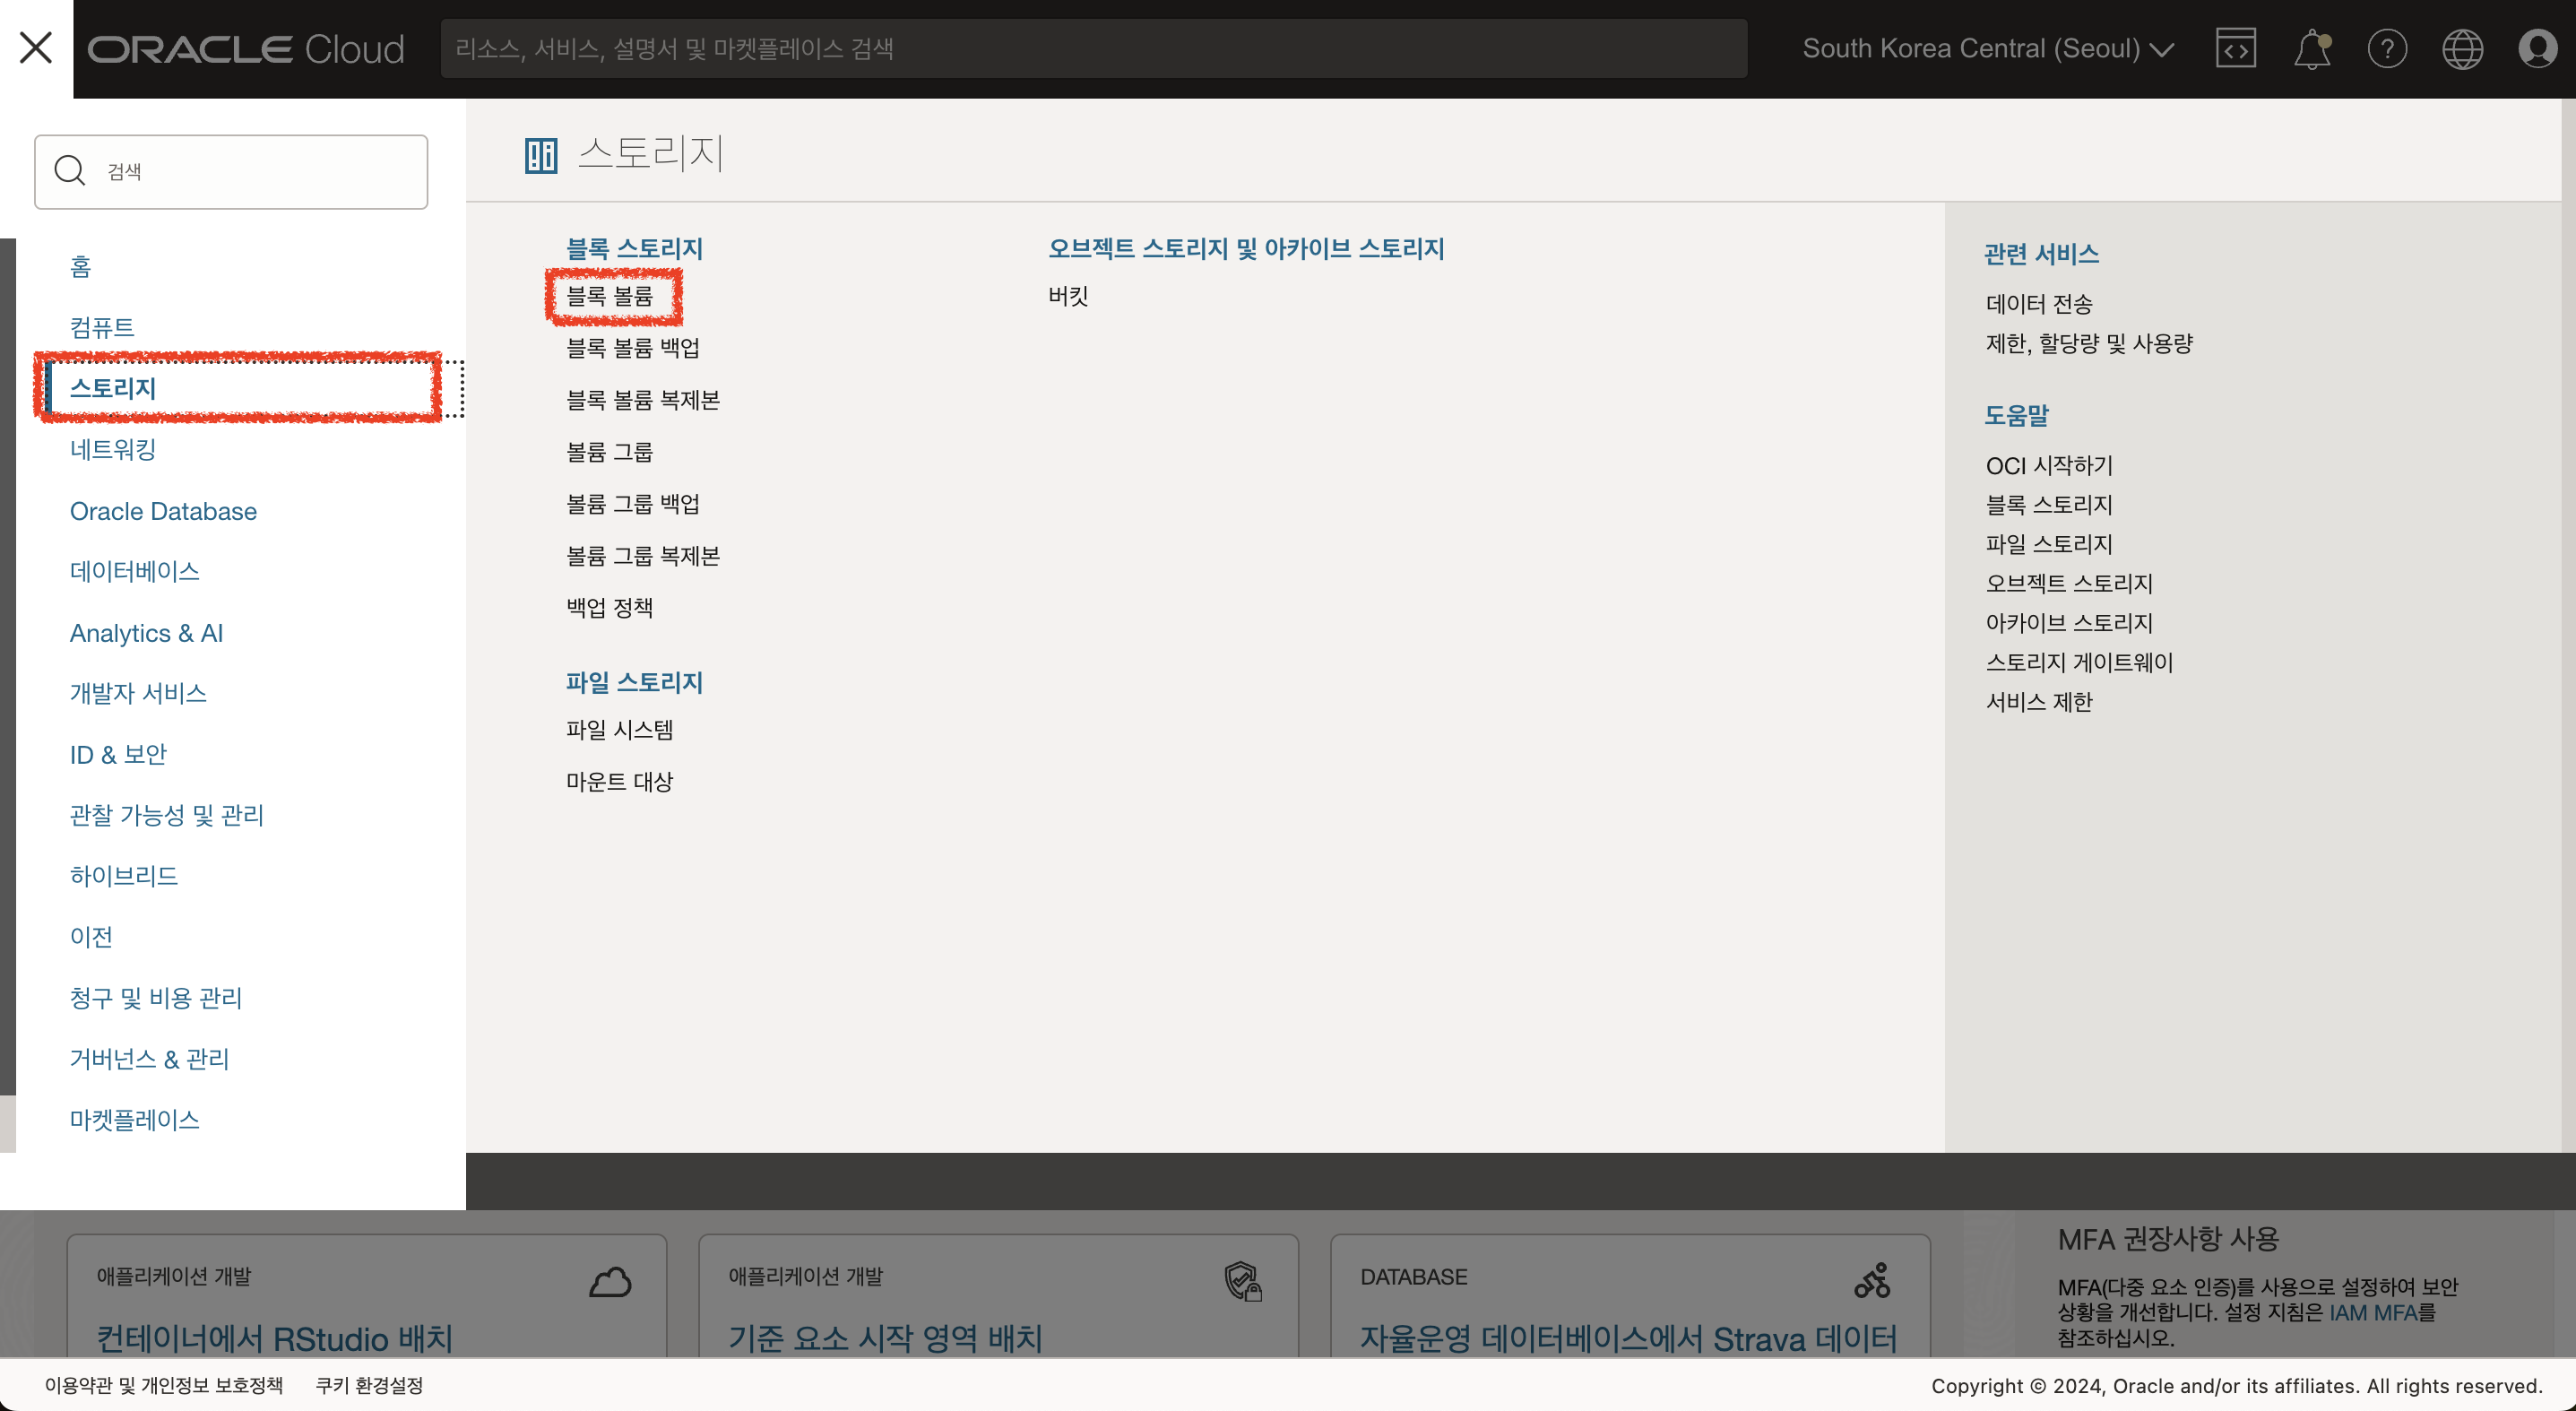 ORACLE Cloud
리소스, 서비스, 설명서 및 마켓플레이스 검색
South Korea Central (Seoul)
검색
홈
컴퓨트
스토리지
네트워킹
Oracle Database
데이터베이스
Analytics & AI
개발자 서비스
ID & 보안
관찰 가능성 및 관리
하이브리드
이전
청구 및 비용 관리
거버넌스 & 관리
마켓플레이스
스토리지
블록 스토리지
블록 볼륨
블록 볼륨 백업
블록 볼륨 복제본
볼륨 그룹
볼륨 그룹 백업
볼륨 그룹 복제본
백업 정책
파일 스토리지
파일 시스템
마운트 대상
오브젝트 스토리지 및 아카이브 스토리지
버킷
관련 서비스
데이터 전송
제한, 할당량 및 사용량
도움말
OCI 시작하기
블록 스토리지
파일 스토리지
오브젝트 스토리지
아카이브 스토리지
스토리지 게이트웨이
서비스 제한
애플리케이션 개발
컨테이너에서 RStudio 배치
애플리케이션 개발
기준 요소 시작 영역 배치
DATABASE
자율운영 데이터베이스에서 Strava 데이터
MFA 권장사항 사용
MFA(다중 요소 인증)를 사용으로 설정하여 보안
상황을 개선합니다. 설정 지침은 IAM MFA를
참조하십시오.
이용약관 및 개인정보 보호정책 쿠키 환경설정
Copyright © 2024, Oracle and/or its affiliates. All rights reserved.